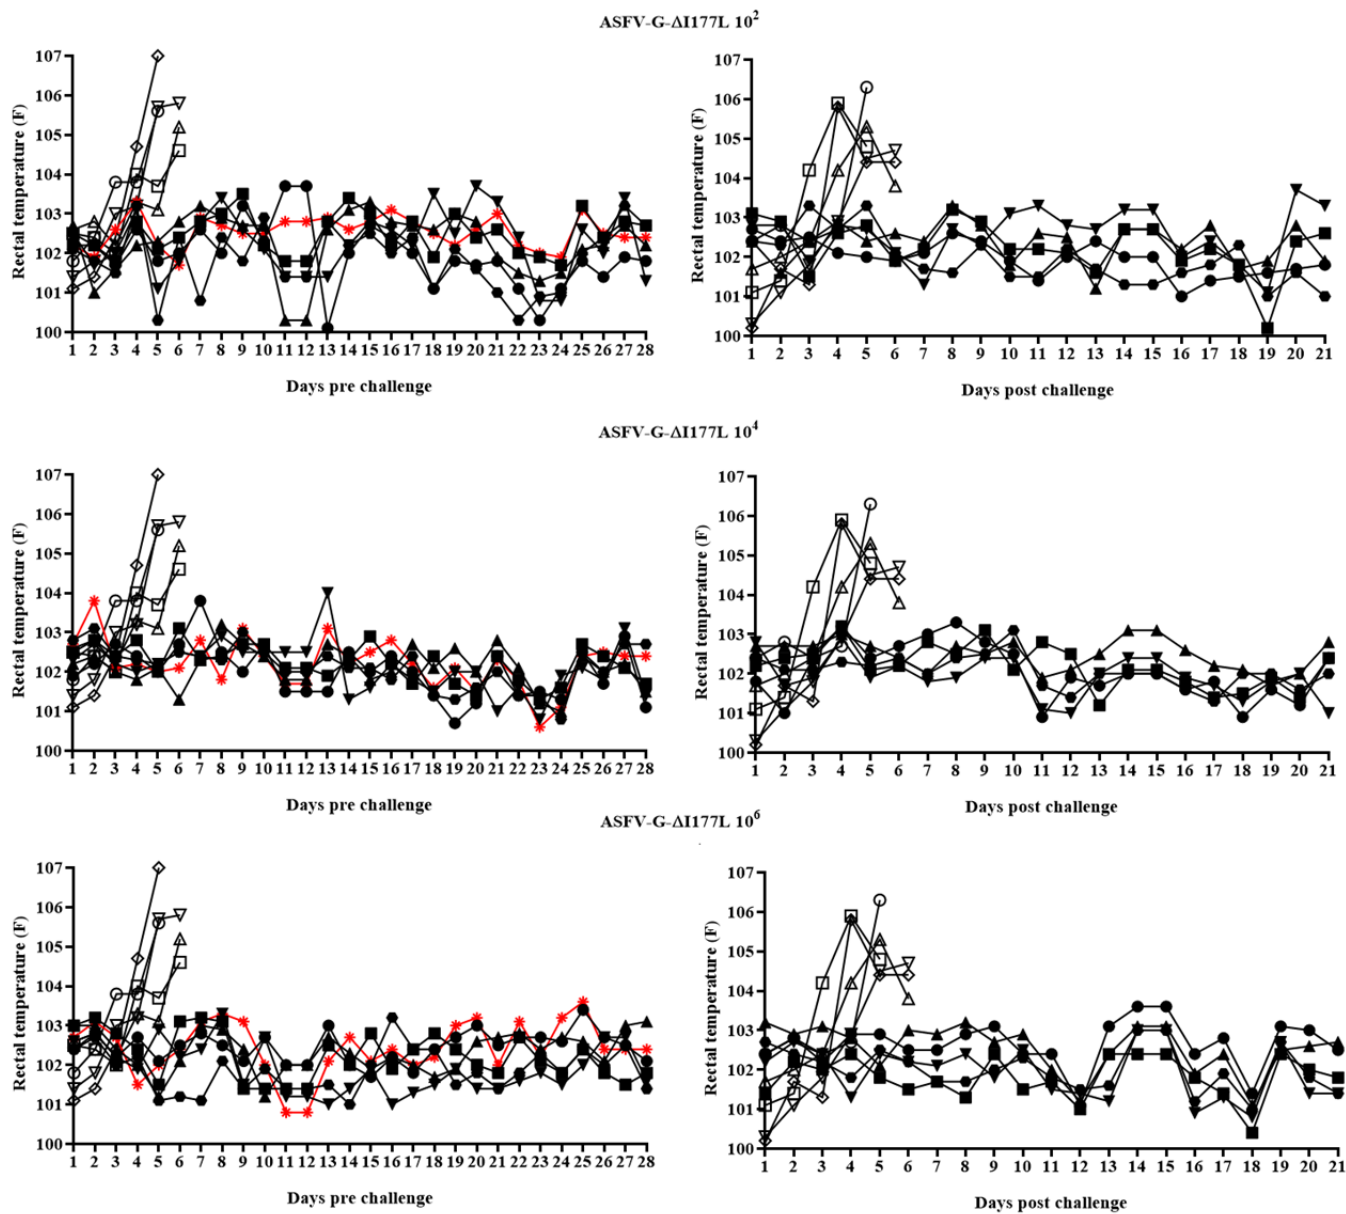 ASFV-G-ΔI177L 10²
107
106
105
104
103
102
101
100
Rectal temperature (F)
1 2 3 4 5 6 7 8 9 10 11 12 13 14 15 16 17 18 19 20 21 22 23 24 25 26 27 28
Days pre challenge
107
106
105
104
103
102
101
100
Rectal temperature (F)
1 2 3 4 5 6 7 8 9 10 11 12 13 14 15 16 17 18 19 20 21
Days post challenge
ASFV-G-ΔI177L 10⁴
107
106
105
104
103
102
101
100
Rectal temperature (F)
1 2 3 4 5 6 7 8 9 10 11 12 13 14 15 16 17 18 19 20 21 22 23 24 25 26 27 28
Days pre challenge
107
106
105
104
103
102
101
100
Rectal temperature (F)
1 2 3 4 5 6 7 8 9 10 11 12 13 14 15 16 17 18 19 20 21
Days post challenge
ASFV-G-ΔI177L 10⁶
107
106
105
104
103
102
101
100
Rectal temperature (F)
1 2 3 4 5 6 7 8 9 10 11 12 13 14 15 16 17 18 19 20 21 22 23 24 25 26 27 28
Days pre challenge
107
106
105
104
103
102
101
100
Rectal temperature (F)
1 2 3 4 5 6 7 8 9 10 11 12 13 14 15 16 17 18 19 20 21
Days post challenge